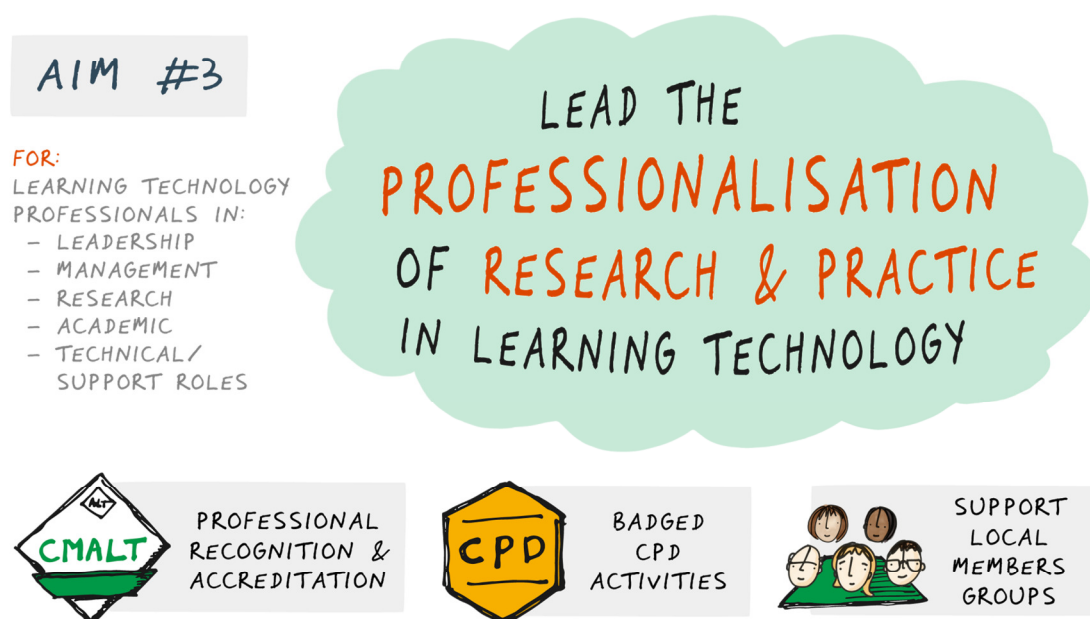 AIM #3
FOR:
LEARNING TECHNOLOGY
PROFESSIONALS IN:
- LEADERSHIP
- MANAGEMENT
- RESEARCH
- ACADEMIC
- TECHNICAL/
SUPPORT ROLES
LEAD THE
PROFESSIONALISATION
OF RESEARCH & PRACTICE
IN LEARNING TECHNOLOGY
ALT
CMALT
PROFESSIONAL
RECOGNITION &
ACCREDITATION
CPD
BADGED
CPD
ACTIVITIES
SUPPORT
LOCAL
MEMBERS
GROUPS